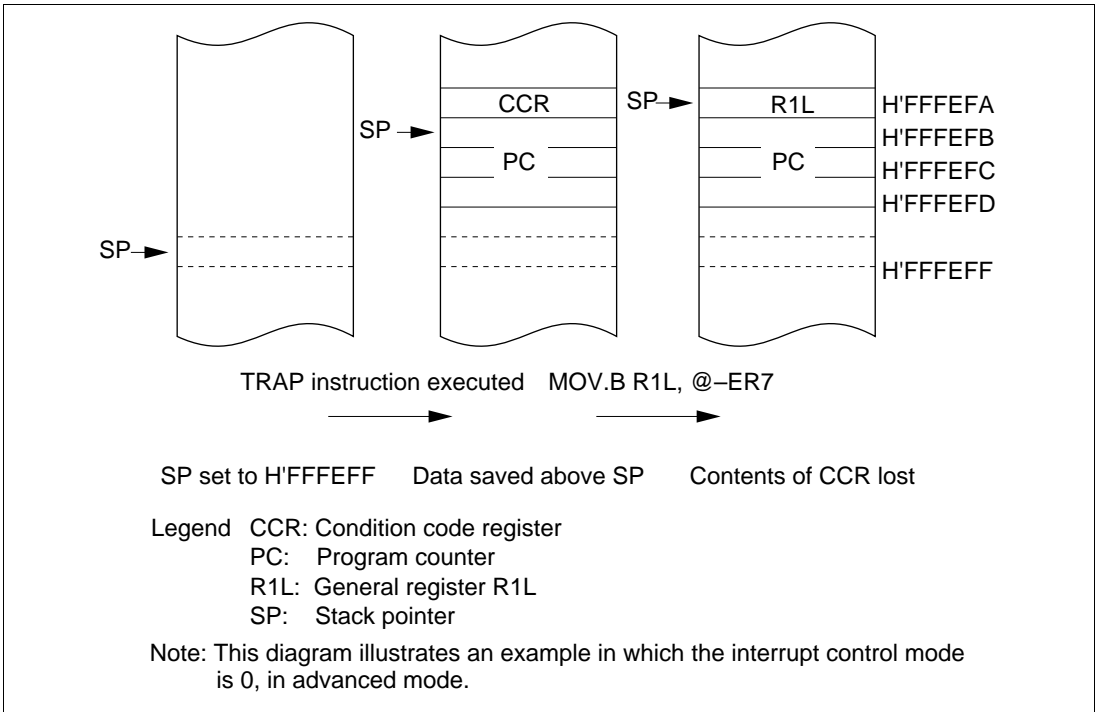 CCR
SP
R1L
H'FFFEFA
SP
H'FFFEFB
PC
PC
H'FFFEFC
H'FFFEFD
SP
H'FFFEFF
TRAP instruction executed
MOV.B R1L, @–ER7
SP set to H'FFFEFF
Data saved above SP
Contents of CCR lost
Legend CCR: Condition code register
PC: Program counter
R1L: General register R1L
SP: Stack pointer
Note: This diagram illustrates an example in which the interrupt control mode
is 0, in advanced mode.